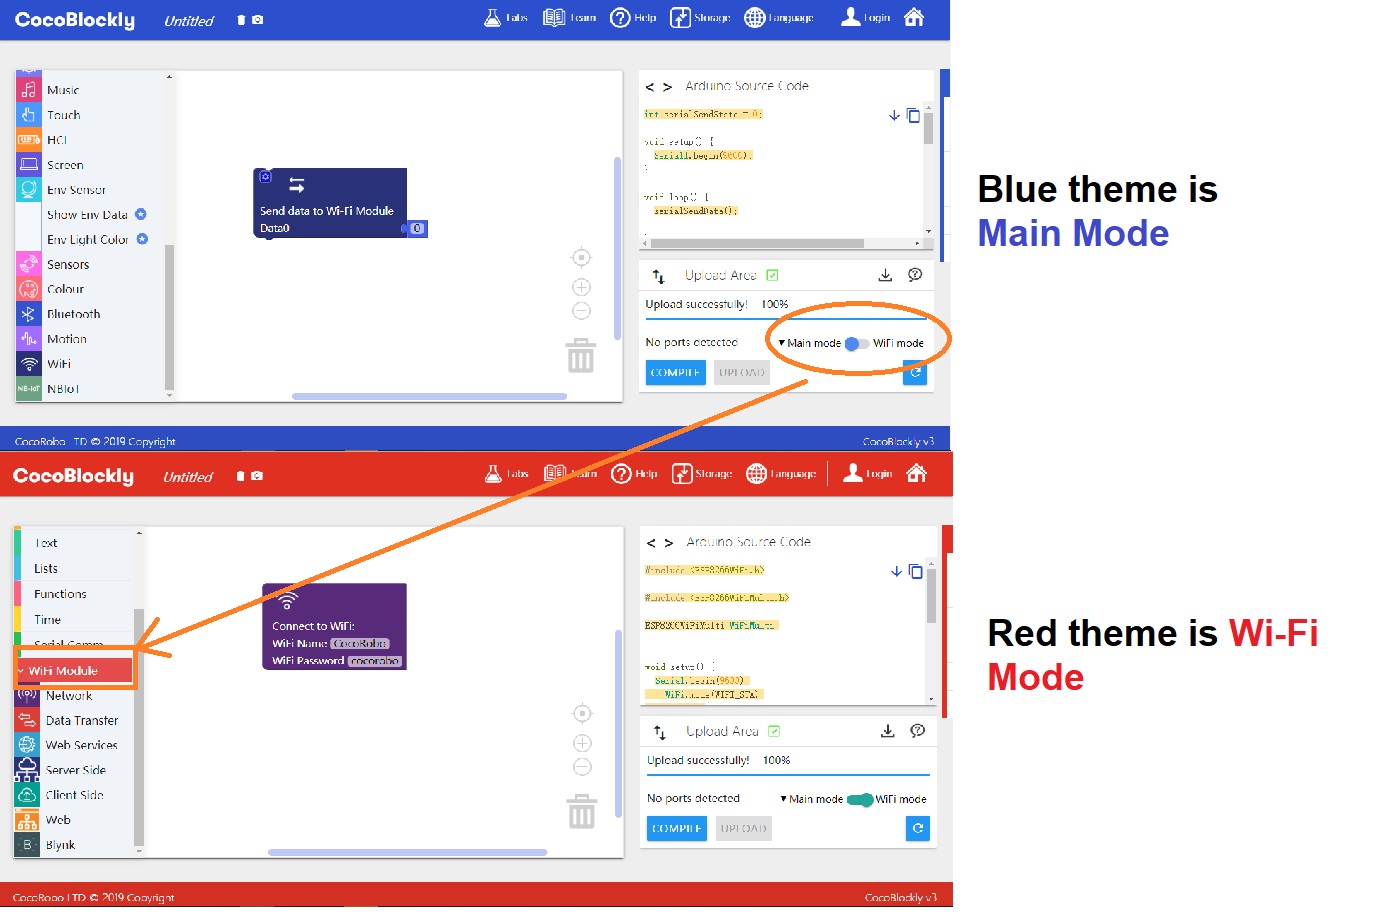 CocoBlockly Untitled Labs Learn Help Storage Language Login
Music
Touch
HCI
Screen
Env Sensor
Show Env Data
Env Light Color
Sensors
Colour
Bluetooth
Motion
WiFi
NB-IoT NBIoT
Send data to Wi-Fi Module
Data0 0
< > Arduino Source Code
int serialSendState = 0;
void setup() {
Serial1.begin(9600);
}
void loop() {
serialSendData();
Upload Area
Upload successfully! 100%
No ports detected ▼ Main mode WiFi mode
COMPILE UPLOAD
CocoRobo LTD © 2019 Copyright CocoBlockly v3
Blue theme is
Main Mode
CocoBlockly Untitled Labs Learn Help Storage Language Login
Text
Lists
Functions
Time
Serial Comm
WiFi Module
Network
Data Transfer
Web Services
Server Side
Client Side
Web
B Blynk
Connect to WiFi:
WiFi Name CocoRobo
WiFi Password cocorobo
< > Arduino Source Code
#include <ESP8266WiFi.h>
#include <ESP8266WiFiMulti.h>
ESP8266WiFiMulti WiFiMulti
void setup() {
Serial.begin(9600)
WiFi.mode(WIFI_STA)
Upload Area
Upload successfully! 100%
No ports detected ▼ Main mode WiFi mode
COMPILE UPLOAD
CocoRobo LTD © 2019 Copyright CocoBlockly v3
Red theme is Wi-Fi
Mode